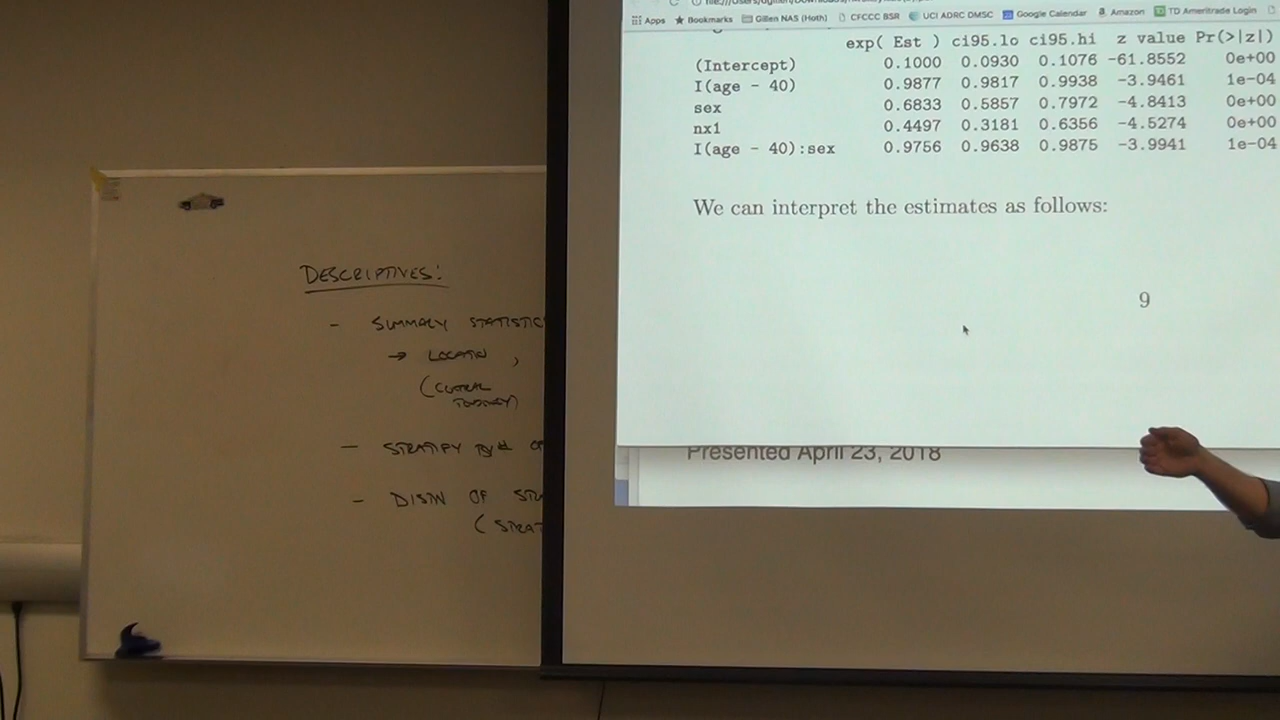 Apps Bookmarks Gillen NAS (Hoth) CFCCC BSR UCI ADRC DMSC Google Calendar Amazon TD Ameritrade Login
exp( Est ) ci95.lo ci95.hi z value Pr(>|z|)
(Intercept) 0.1000 0.0930 0.1076 -61.8552 0e+00
I(age - 40) 0.9877 0.9817 0.9938 -3.9461 1e-04
sex 0.6833 0.5857 0.7972 -4.8413 0e+00
nx1 0.4497 0.3181 0.6356 -4.5274 0e+00
I(age - 40):sex 0.9756 0.9638 0.9875 -3.9941 1e-04
We can interpret the estimates as follows:
9
Presented April 23, 2018
DESCRIPTIVES:
- SUMMARY STATISTIC
→ LOCATN ,
(CENTRAL
TENDENCY)
- STRATIFY
- DISTN OF STR
(STRAT